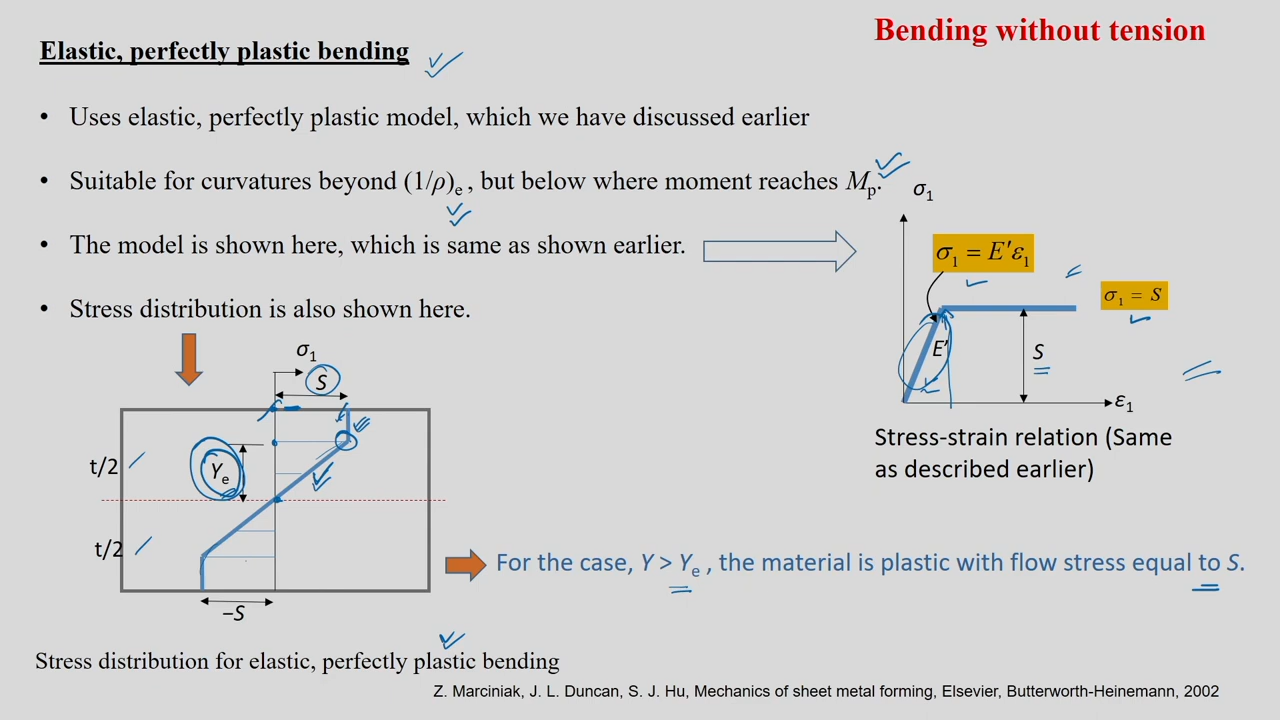 Bending without tension
Elastic, perfectly plastic bending
• Uses elastic, perfectly plastic model, which we have discussed earlier
• Suitable for curvatures beyond (1/ρ)e , but below where moment reaches Mp.
• The model is shown here, which is same as shown earlier.
• Stress distribution is also shown here.
σ1
σ1 = E′ε1
σ1 = S
E′
S
ε1
Stress-strain relation (Same
as described earlier)
σ1
S
t/2
Ye
t/2
−S
For the case, Y > Ye , the material is plastic with flow stress equal to S.
Stress distribution for elastic, perfectly plastic bending
Z. Marciniak, J. L. Duncan, S. J. Hu, Mechanics of sheet metal forming, Elsevier, Butterworth-Heinemann, 2002